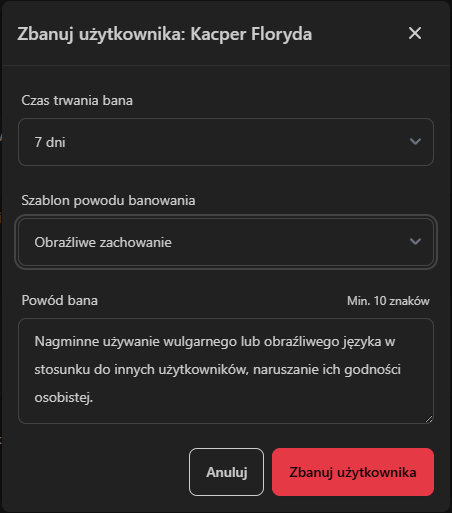 Zbanuj użytkownika: Kacper Floryda
Czas trwania bana
7 dni
Szablon powodu banowania
Obraźliwe zachowanie
Powód bana Min. 10 znaków
Nagminne używanie wulgarnego lub obraźliwego języka w
stosunku do innych użytkowników, naruszanie ich godności
osobistej.
Anuluj Zbanuj użytkownika